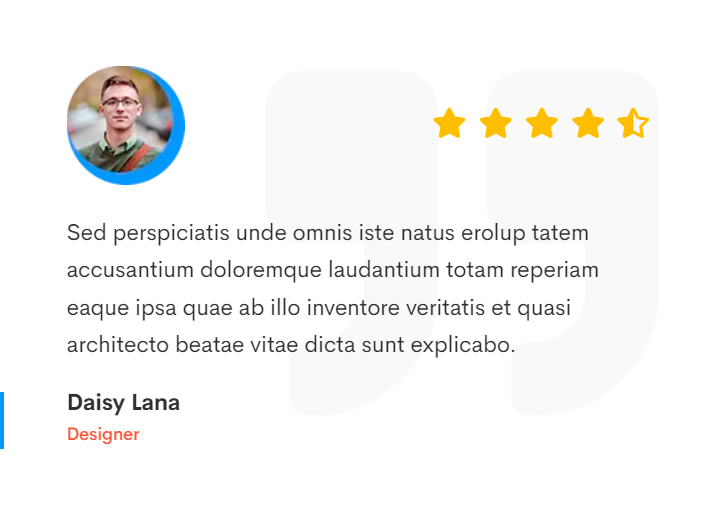 Sed perspiciatis unde omnis iste natus erolup tatem
accusantium doloremque laudantium totam reperiam
eaque ipsa quae ab illo inventore veritatis et quasi
architecto beatae vitae dicta sunt explicabo.
Daisy Lana
Designer